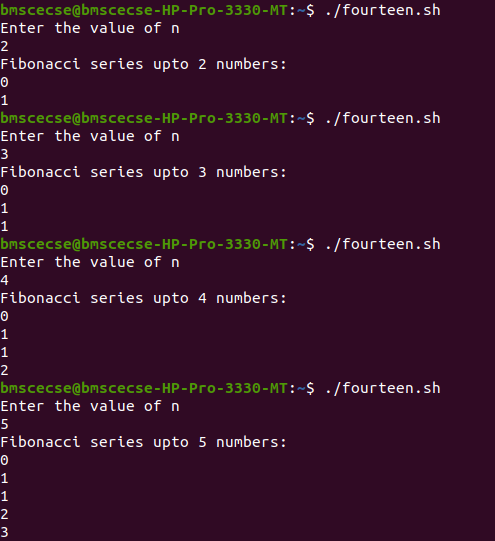 bmscecse@bmscecse-HP-Pro-3330-MT:~$ ./fourteen.sh
Enter the value of n
2
Fibonacci series upto 2 numbers:
0
1
bmscecse@bmscecse-HP-Pro-3330-MT:~$ ./fourteen.sh
Enter the value of n
3
Fibonacci series upto 3 numbers:
0
1
1
bmscecse@bmscecse-HP-Pro-3330-MT:~$ ./fourteen.sh
Enter the value of n
4
Fibonacci series upto 4 numbers:
0
1
1
2
bmscecse@bmscecse-HP-Pro-3330-MT:~$ ./fourteen.sh
Enter the value of n
5
Fibonacci series upto 5 numbers:
0
1
1
2
3